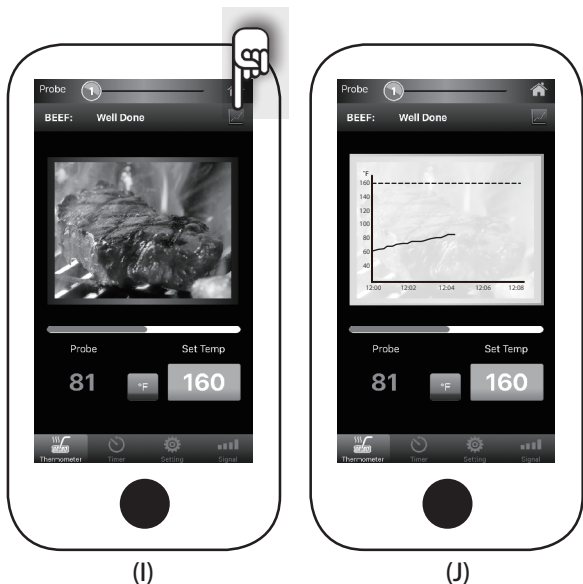 Probe 1
BEEF: Well Done
Probe Set Temp
81 °F 160
Thermometer Timer Setting Signal
(I)
Probe 1
BEEF: Well Done
°F
160
140
120
100
80
60
40
12:00 12:02 12:04 12:06 12:08
Probe Set Temp
81 °F 160
Thermometer Timer Setting Signal
(J)